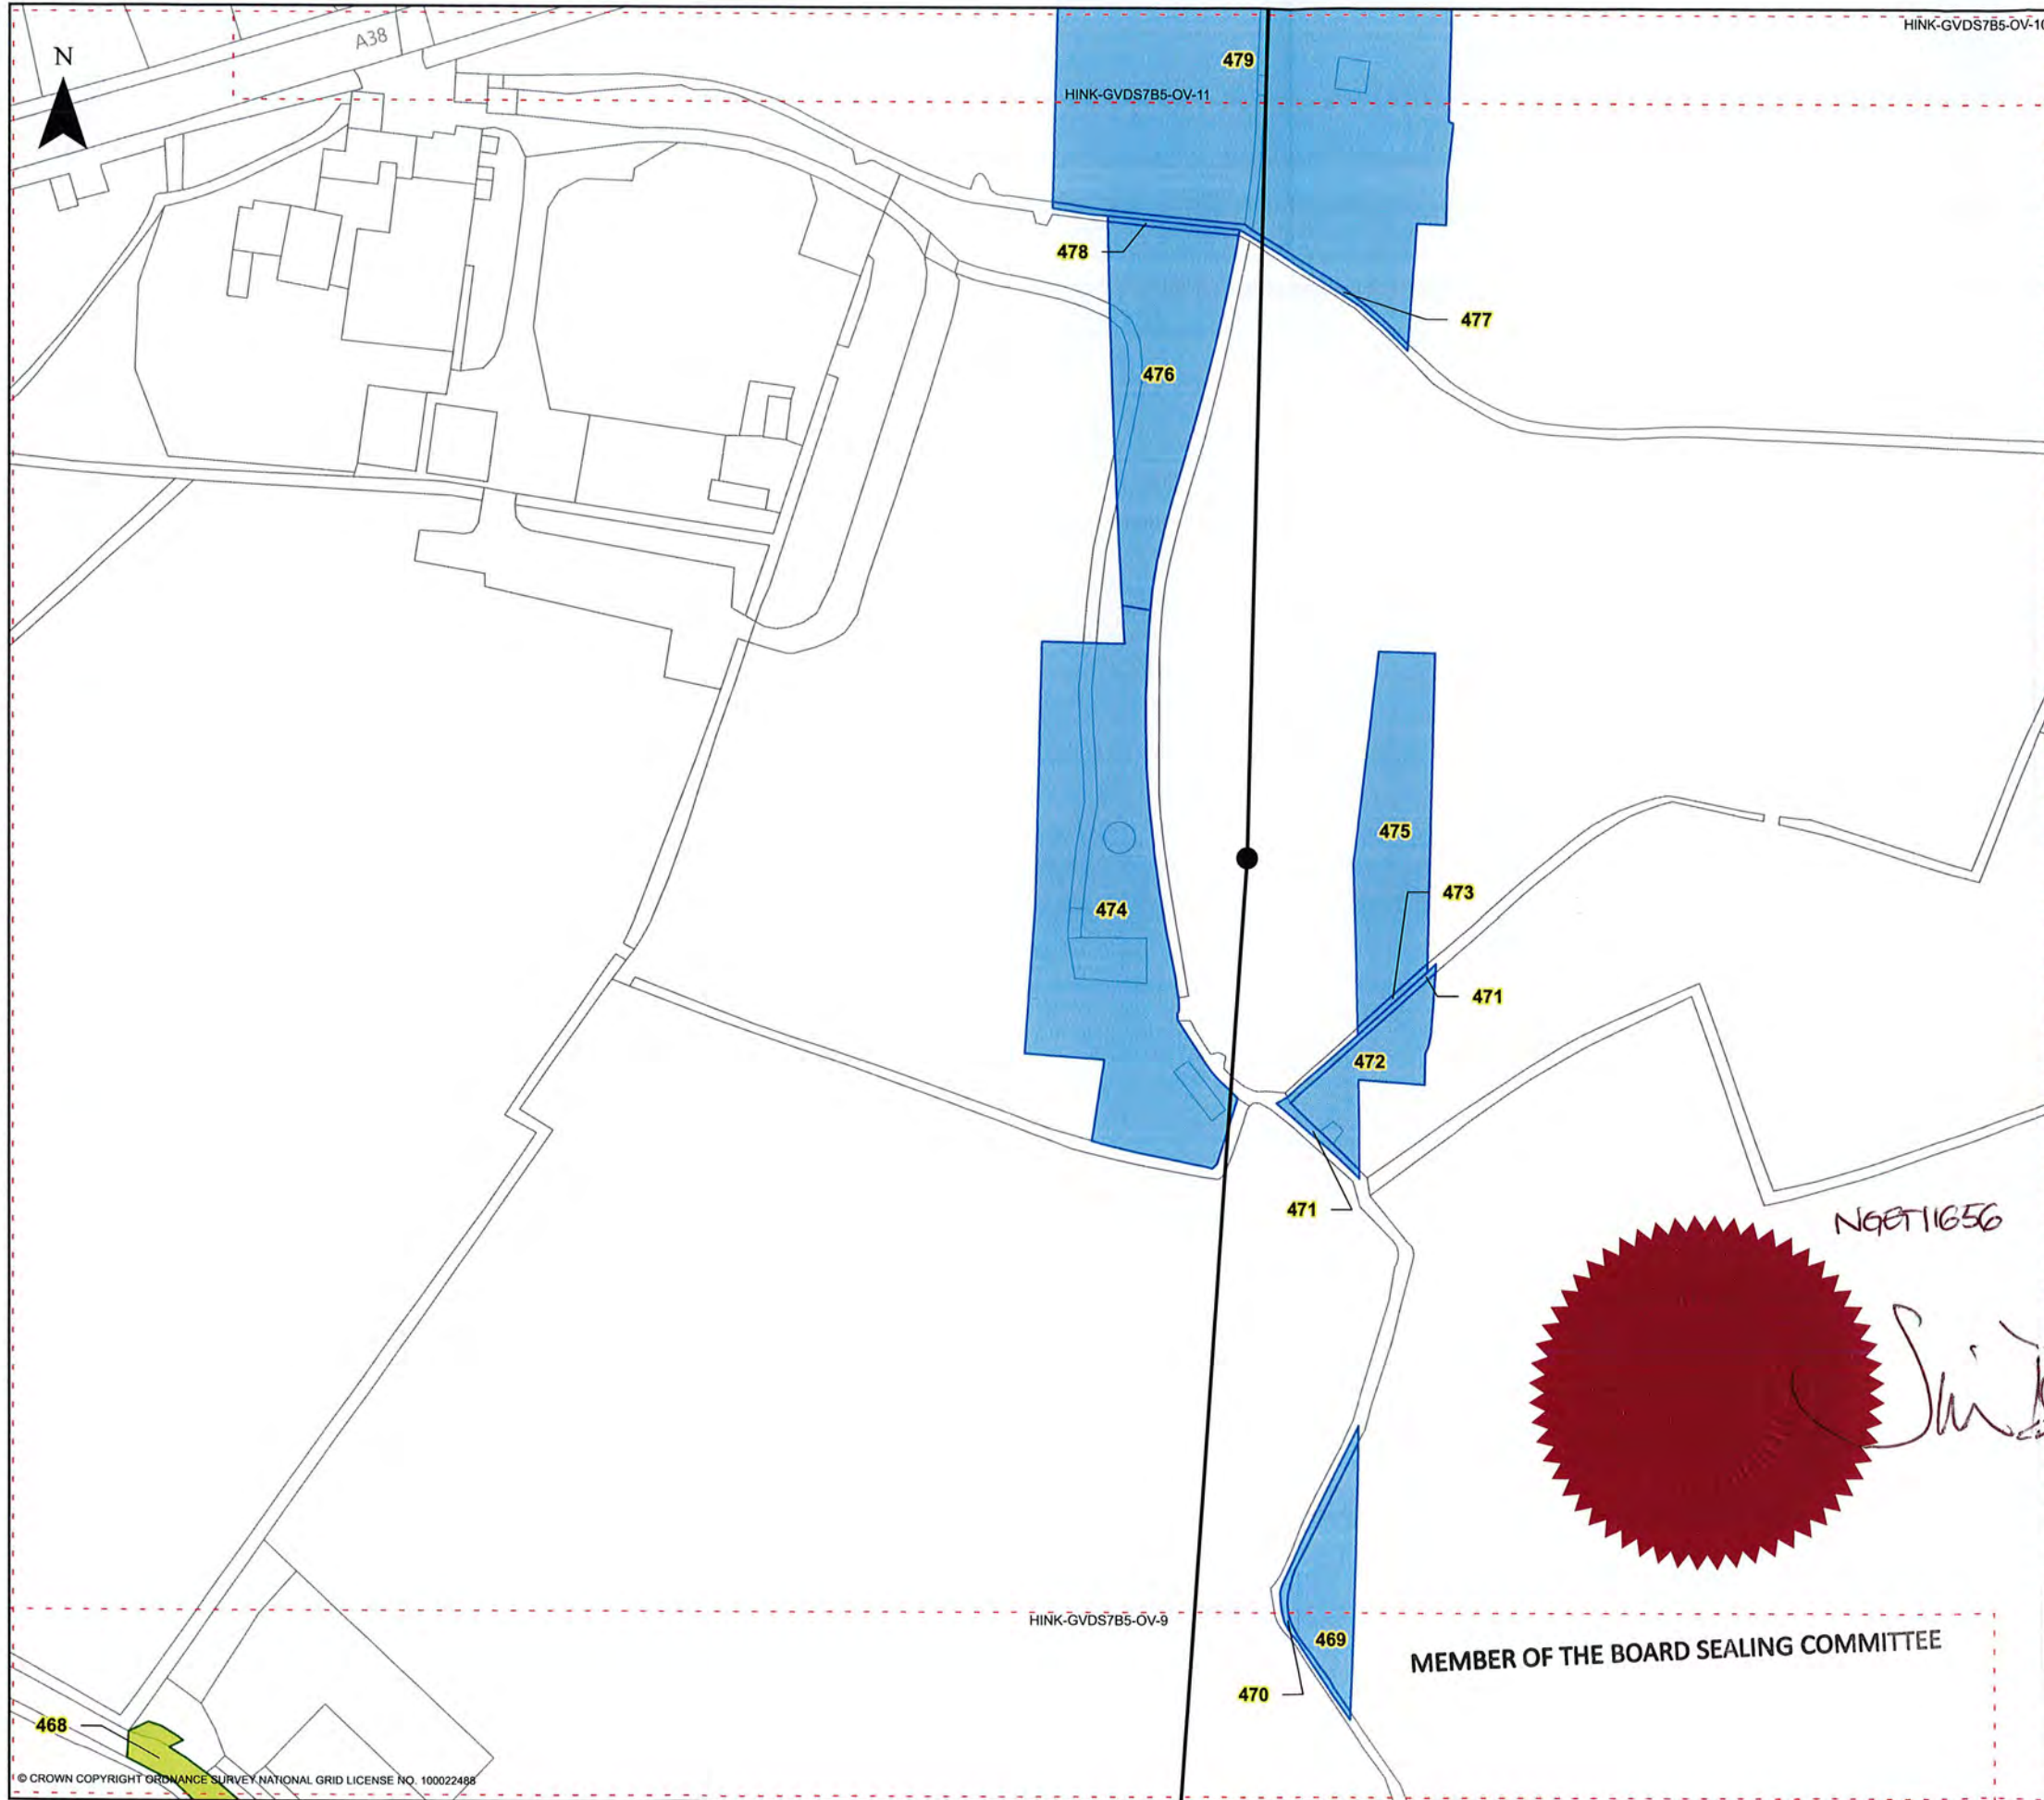 HINK-GVDS7B5-OV-10
A38
N
479
HINK-GVDS7B5-OV-11
478
477
476
475
473
474
471
472
471
NGET11656
HINK-GVDS7B5-OV-9
469
MEMBER OF THE BOARD SEALING COMMITTEE
470
468
© CROWN COPYRIGHT ORDNANCE SURVEY NATIONAL GRID LICENSE NO. 100022488